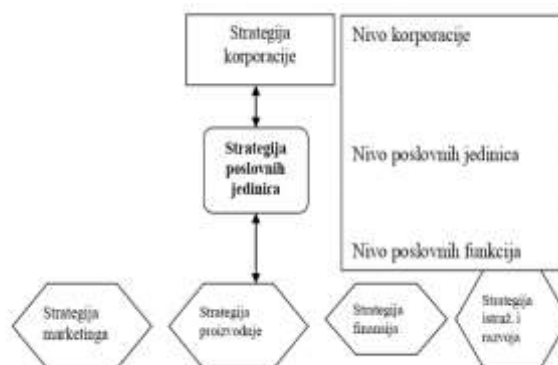 Strategija
korporacije
Nivo korporacije
Strategija
poslovnih
jedinica
Nivo poslovnih jedinica
Nivo poslovnih funkcija
Strategija
marketinga
Strategija
proizvodnje
Strategija
finansija
Strategija
istraž. i
razvoja